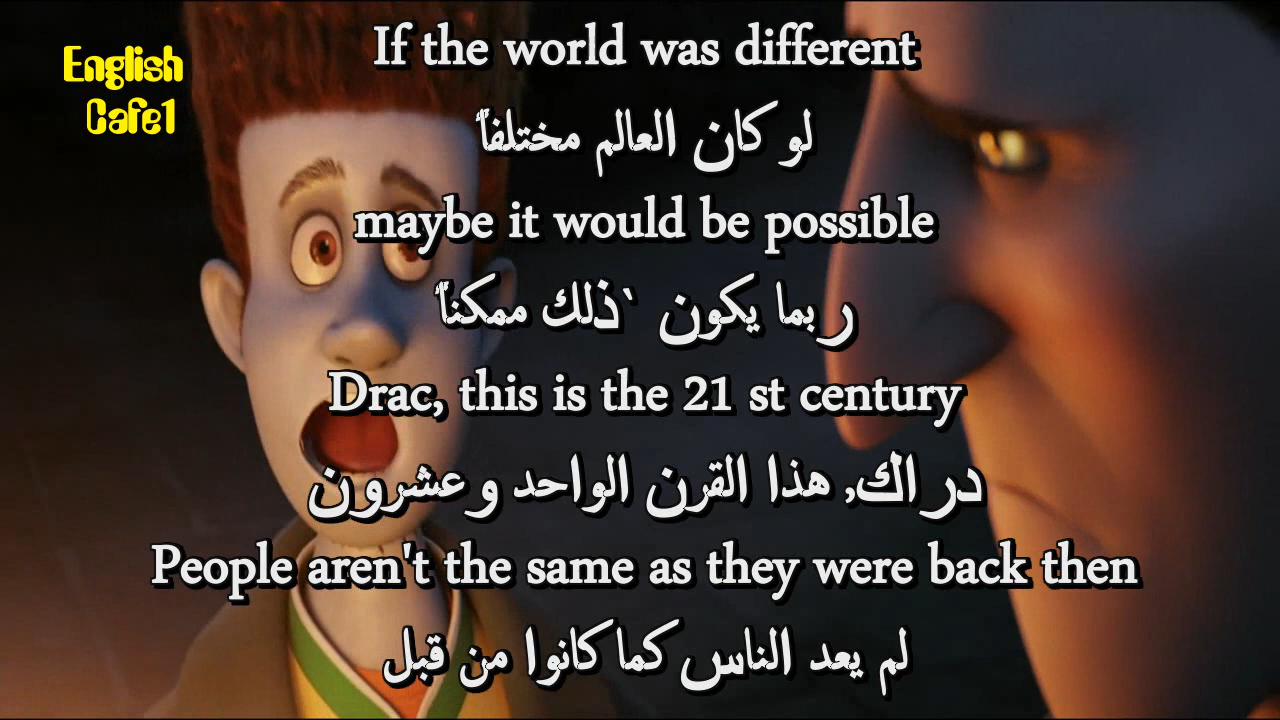 English
Cafe1
If the world was different
لو كان العالم مختلفاً
maybe it would be possible
ربما يكون `ذلك ممكناً
Drac, this is the 21 st century
دراك, هذا القرن الواحد و عشرون
People aren't the same as they were back then
لم يعد الناس كما كانوا من قبل